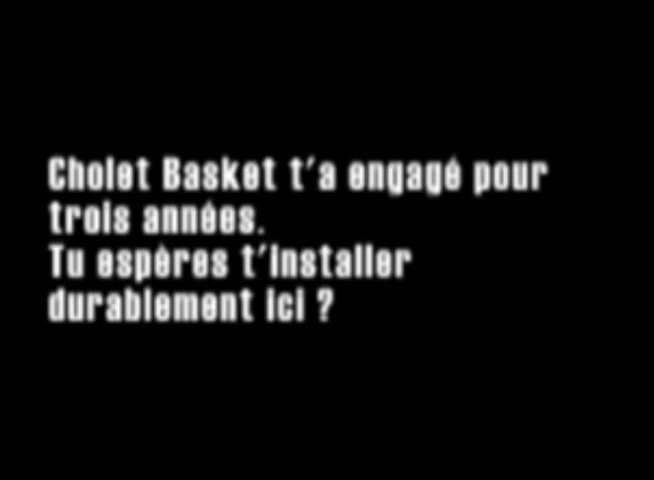 Cholet Basket t'a engagé pour
trois années.
Tu espères t'installer
durablement ici ?